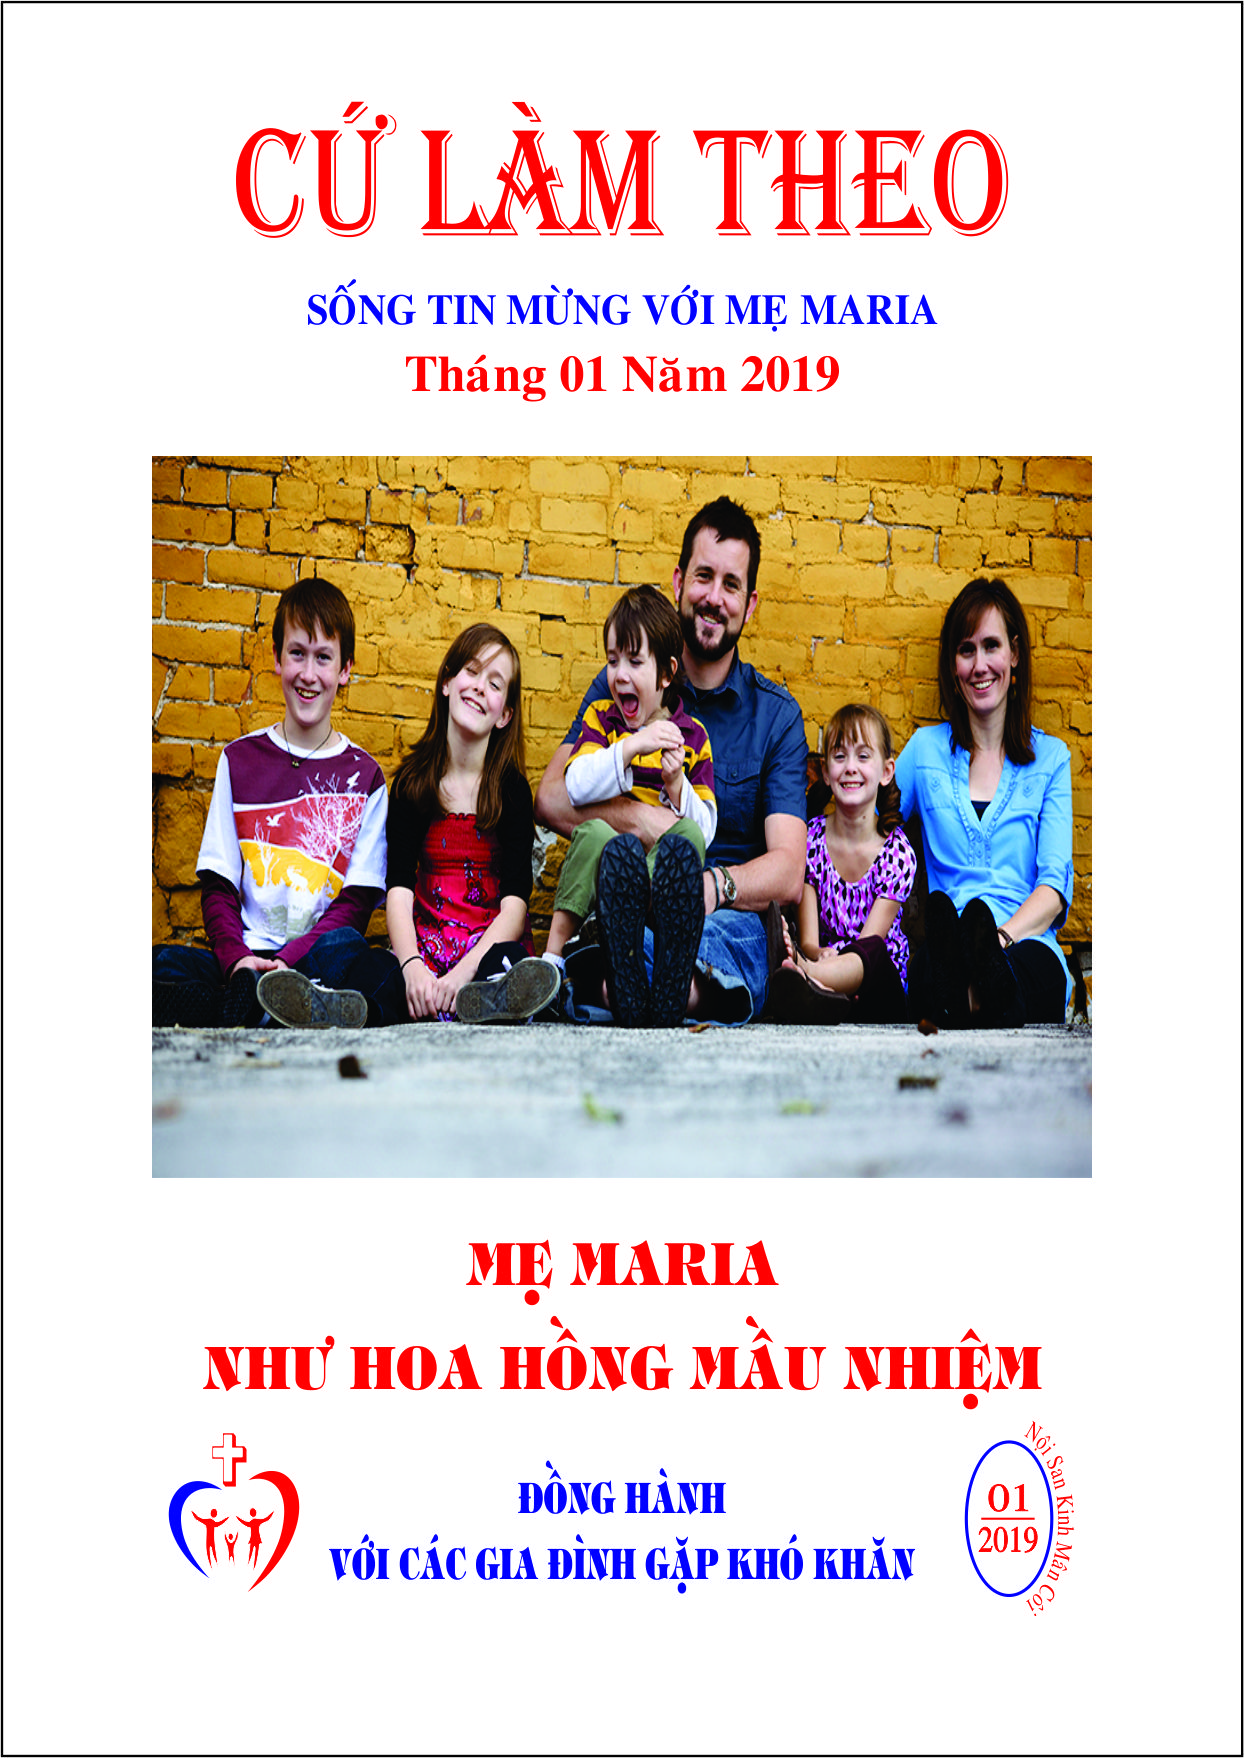 CỨ LÀM THEO
SỐNG TIN MỪNG VỚI MẸ MARIA
Tháng 01 Năm 2019
MẸ MARIA
NHƯ HOA HỒNG MẦU NHIỆM
ĐỒNG HÀNH
VỚI CÁC GIA ĐÌNH GẶP KHÓ KHĂN
01
2019
Nội San Kinh Mân Côi